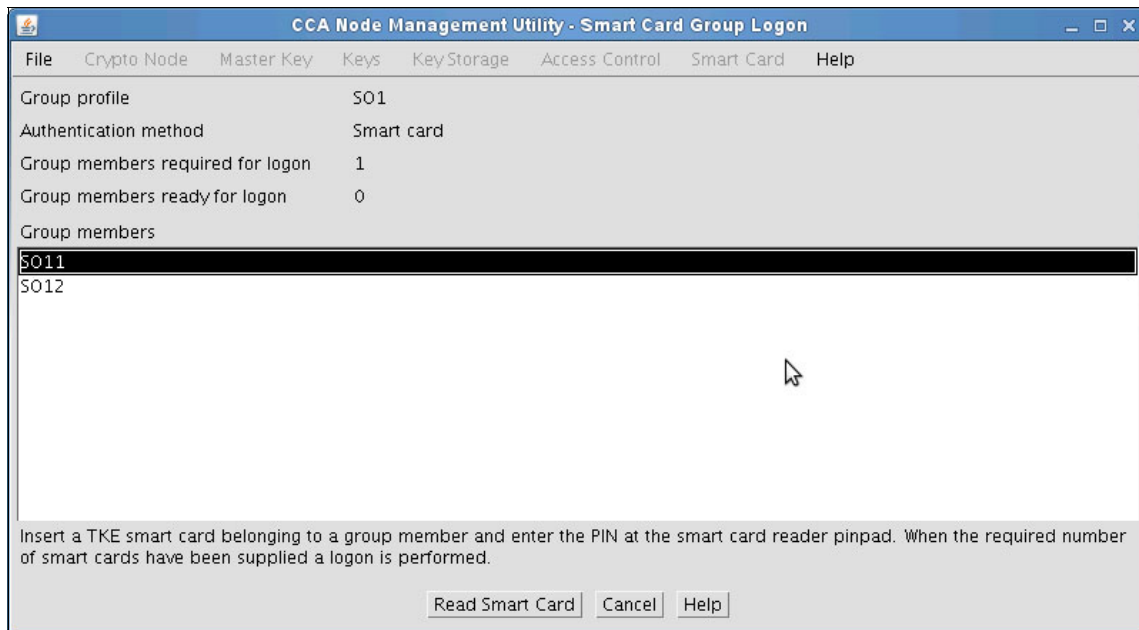 CCA Node Management Utility - Smart Card Group Logon
File Crypto Node Master Key Keys Key Storage Access Control Smart Card Help
Group profile SO1
Authentication method Smart card
Group members required for logon 1
Group members ready for logon 0
Group members
SO11
SO12
Insert a TKE smart card belonging to a group member and enter the PIN at the smart card reader pinpad. When the required number
of smart cards have been supplied a logon is performed.
Read Smart Card Cancel Help